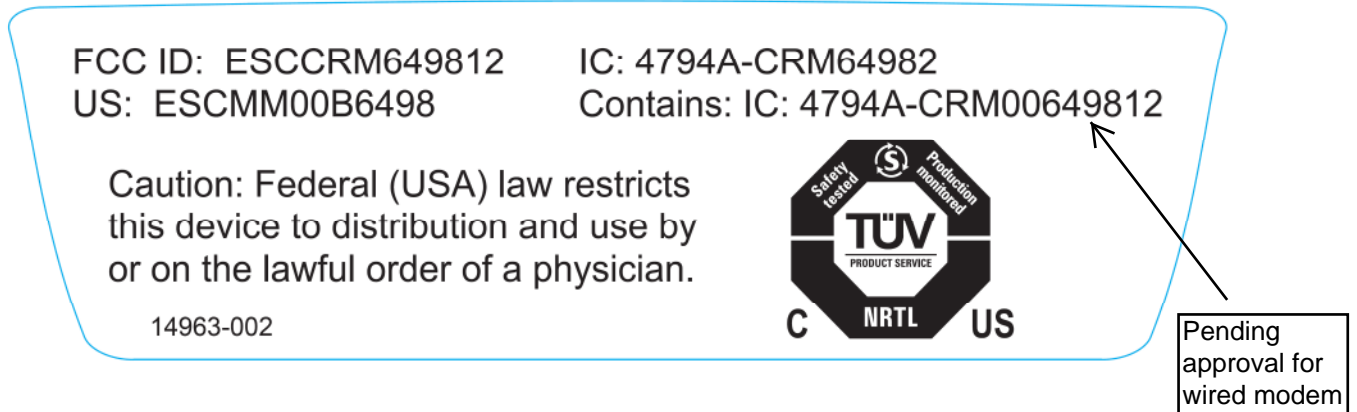 FCC ID: ESCCRM649812
IC: 4794A-CRM64982
US: ESCMM00B6498
Contains: IC: 4794A-CRM00649812
Caution: Federal (USA) law restricts
this device to distribution and use by
or on the lawful order of a physician.
14963-002
Safety
tested
S
Production
monitored
TÜV
PRODUCT SERVICE
C
NRTL
US
Pending
approval for
wired modem